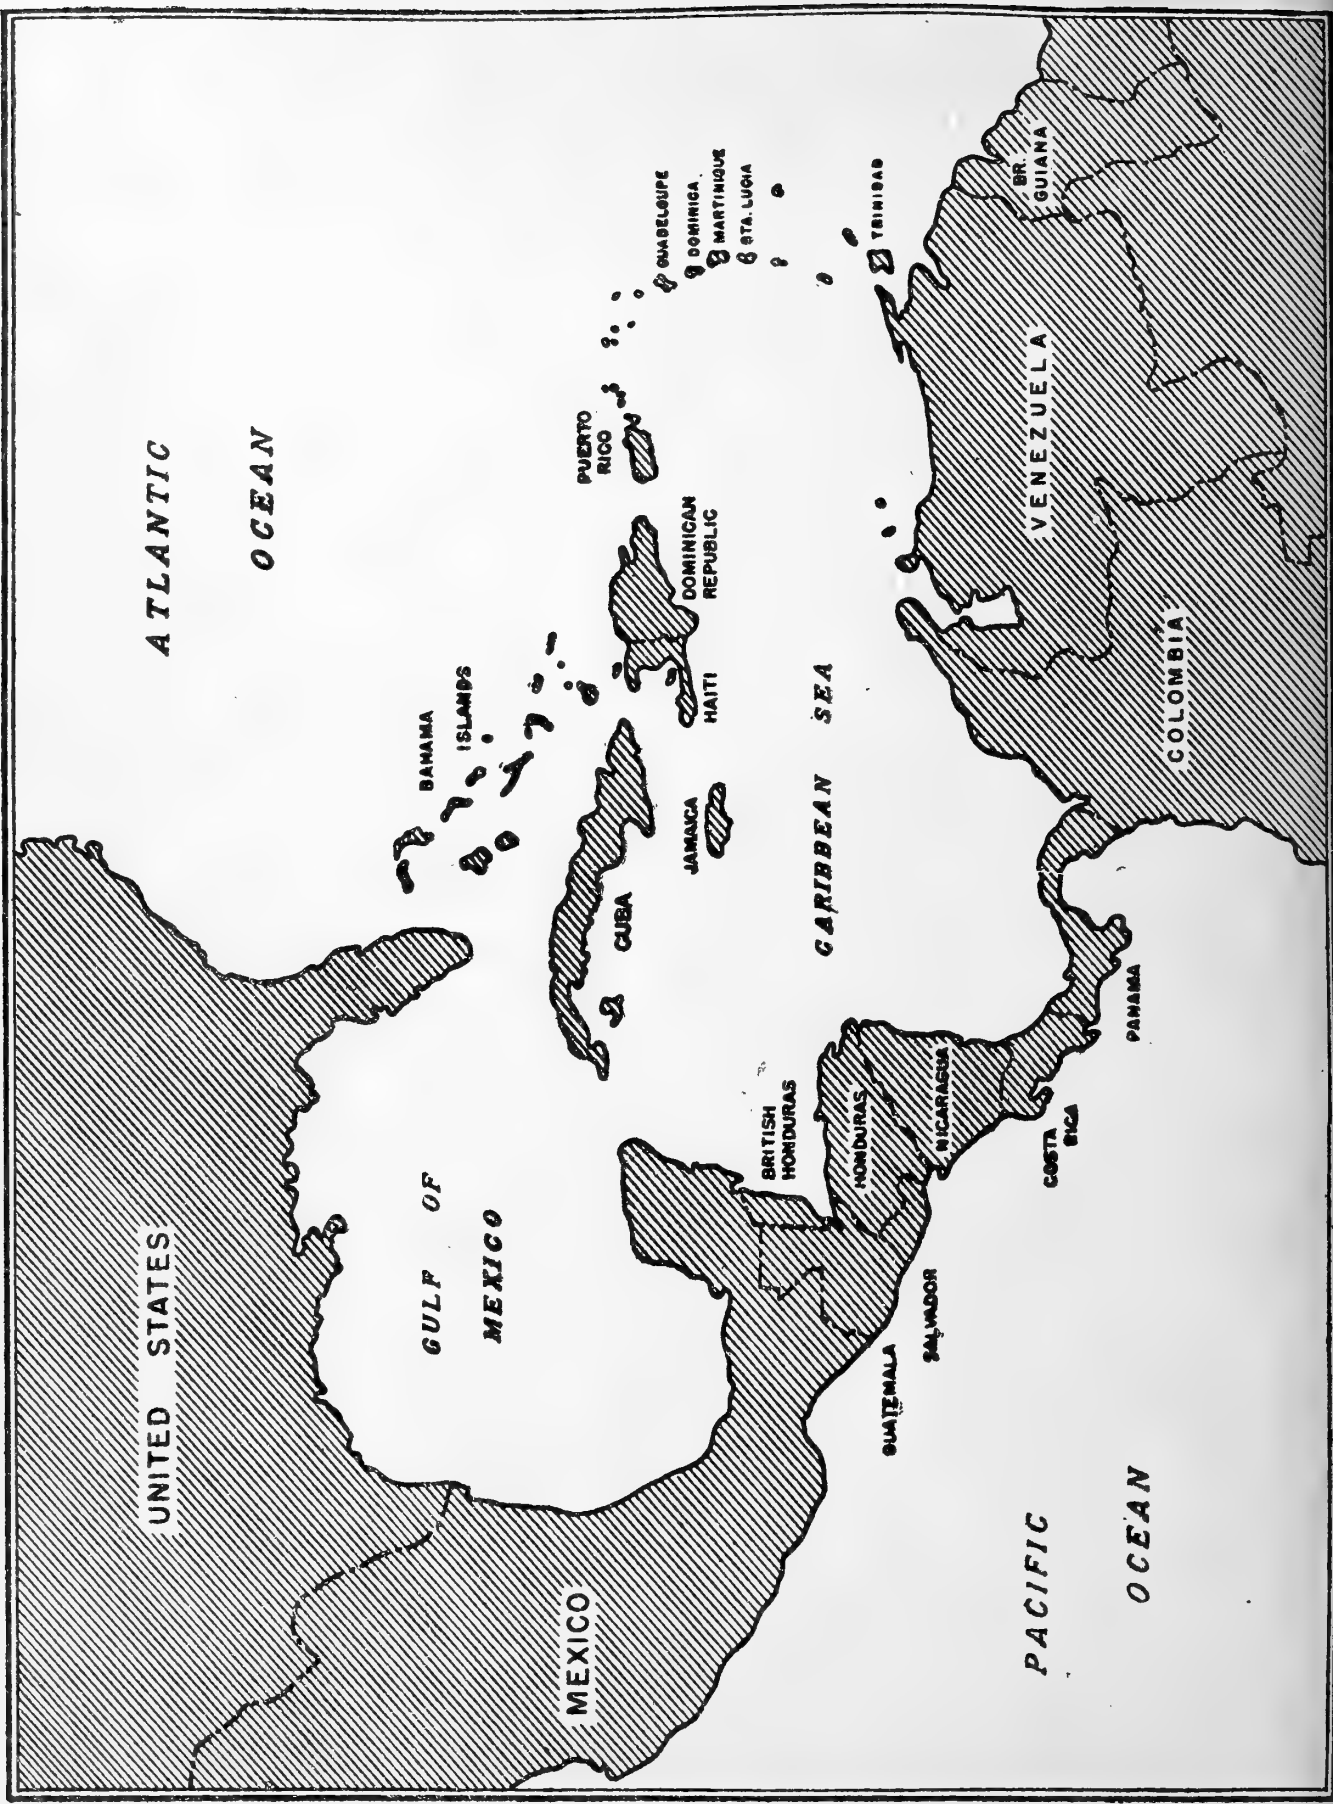 UNITED STATES
ATLANTIC
OCEAN
BAHAMA
ISLANDS
GULF OF
MEXICO
MEXICO
CUBA
PUERTO
RICO
DOMINICAN
REPUBLIC
HAITI
JAMAICA
GUADELOUPE
DOMINICA
MARTINIQUE
STA. LUCIA
TRINIDAD
CARIBBEAN SEA
BRITISH
HONDURAS
HONDURAS
NICARAGUA
GUATEMALA
SALVADOR
COSTA
RICA
PANAMA
BR.
GUIANA
VENEZUELA
COLOMBIA
PACIFIC
OCEAN